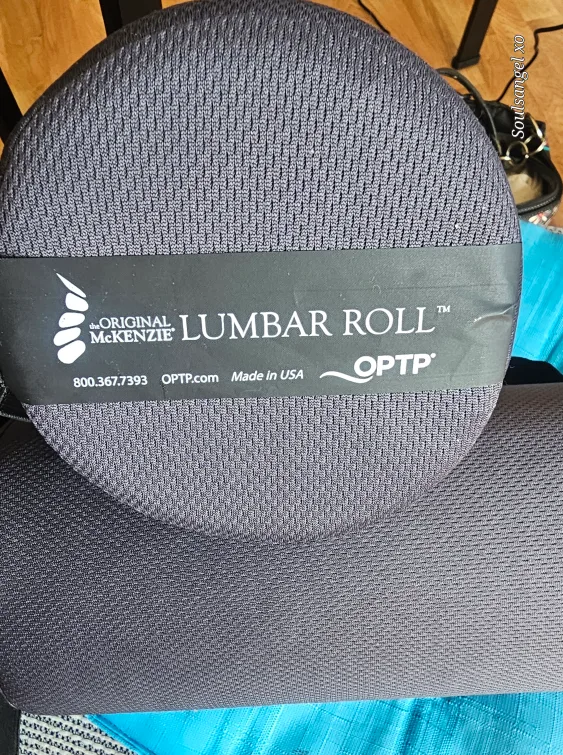 Soulsangel xo
the ORIGINAL
McKENZIE® LUMBAR ROLL™
800.367.7393 OPTP.com Made in USA OPTP®